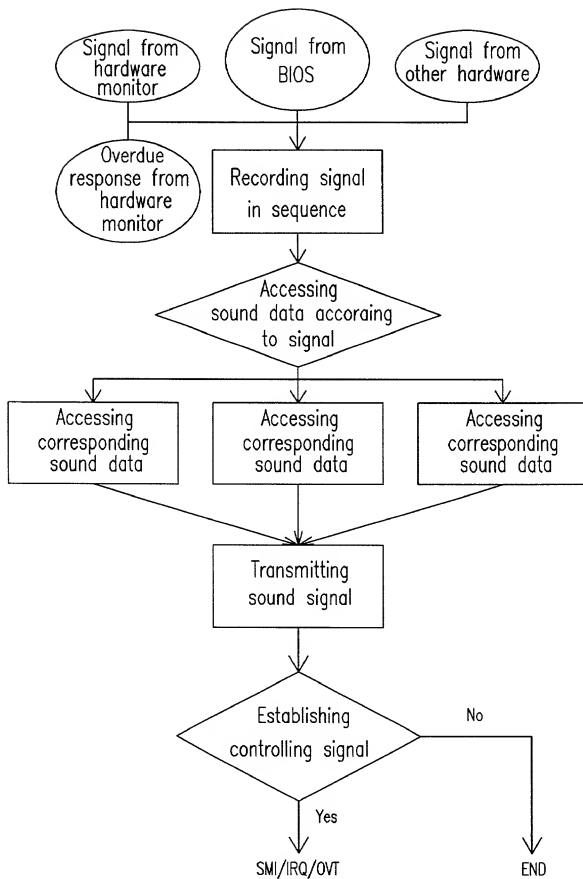 Signal from
hardware
monitor
Signal from
BIOS
Signal from
other hardware
Overdue
response from
hardware
monitor
Recording signal
in sequence
Accessing
sound data accoraing
to signal
Accessing
corresponding
sound data
Accessing
corresponding
sound data
Accessing
corresponding
sound data
Transmitting
sound signal
Establishing
controlling signal
No
Yes
SMI/IRQ/OVT
END